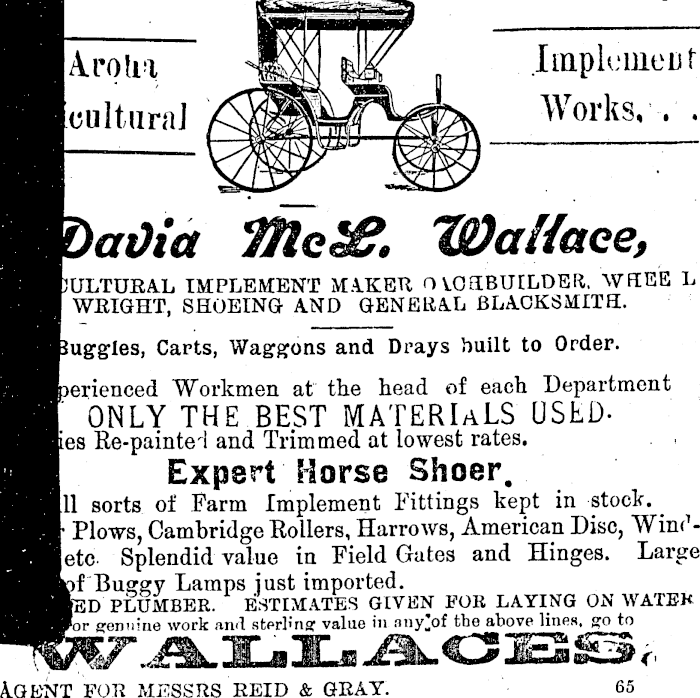 Aroha
Implement
icultural
Works. . .
David McL. Wallace,
CULTURAL IMPLEMENT MAKER COACHBUILDER, WHEEL
WRIGHT, SHOEING AND GENERAL BLACKSMITH.
Buggies, Carts, Waggons and Drays built to Order.
perienced Workmen at the head of each Department
ONLY THE BEST MATERIALS USED.
ies Re-painted and Trimmed at lowest rates.
Expert Horse Shoer.
ll sorts of Farm Implement Fittings kept in stock.
r Plows, Cambridge Rollers, Harrows, American Disc, Wind-
etc. Splendid value in Field Gates and Hinges. Large
of Buggy Lamps just imported.
ED PLUMBER. ESTIMATES GIVEN FOR LAYING ON WATER
or genuine work and sterling value in any of the above lines, go to
WALLACES,
AGENT FOR MESSRS REID & GRAY. 65